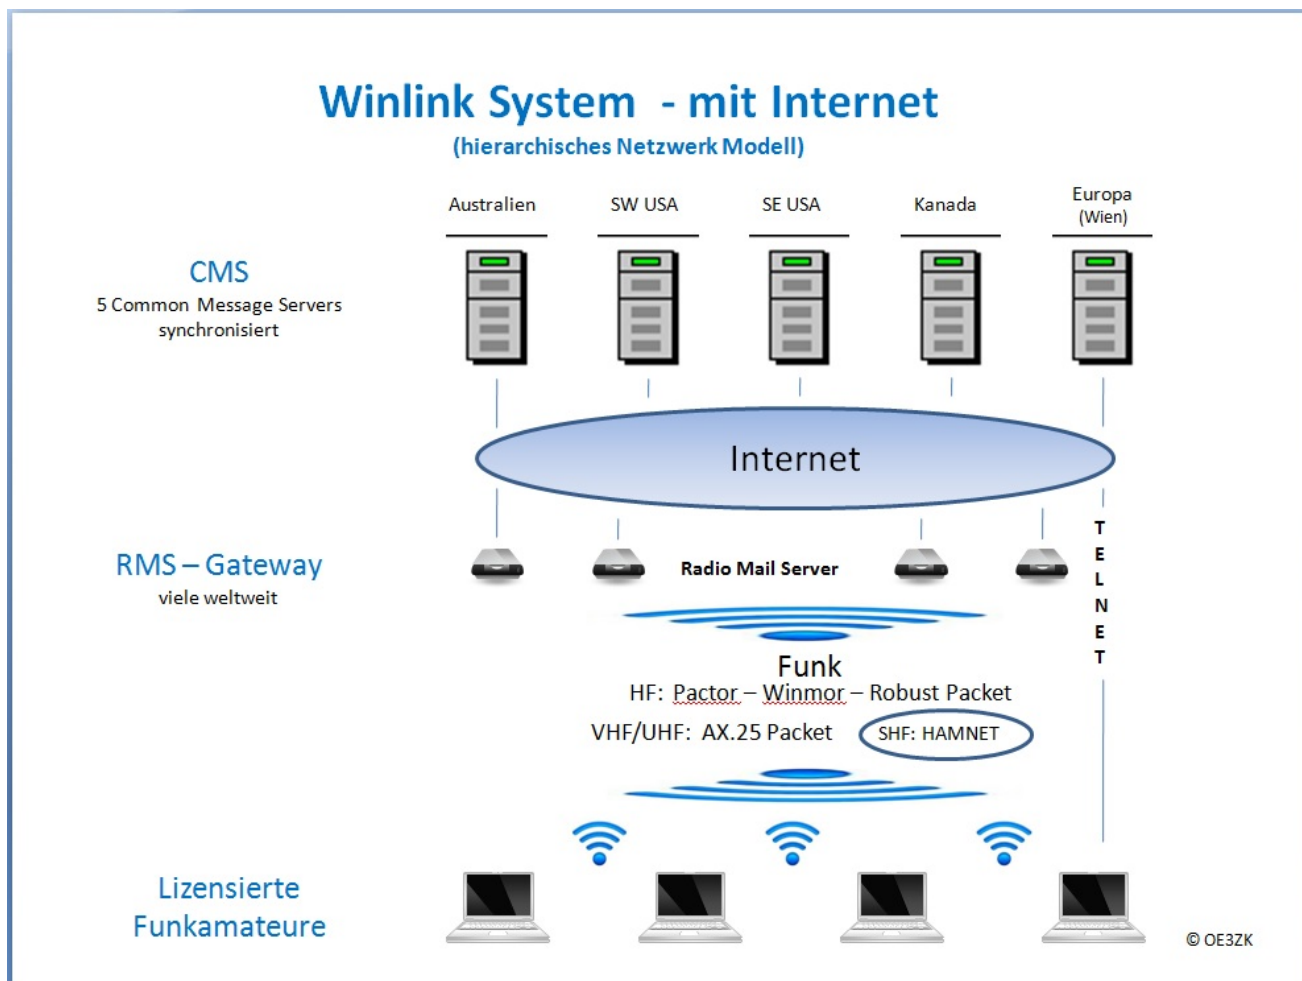 Winlink System  - mit Internet
(hierarchisches Netzwerk Modell)
Australien
SW USA
SE USA
Kanada
Europa
(Wien)
CMS
5 Common Message Servers
synchronisiert
Internet
RMS – Gateway
viele weltweit
Radio Mail Server
TELNET
Funk
HF: Pactor – Winmor – Robust Packet
VHF/UHF: AX.25 Packet
SHF: HAMNET
Lizensierte
Funkamateure
© OE3ZK